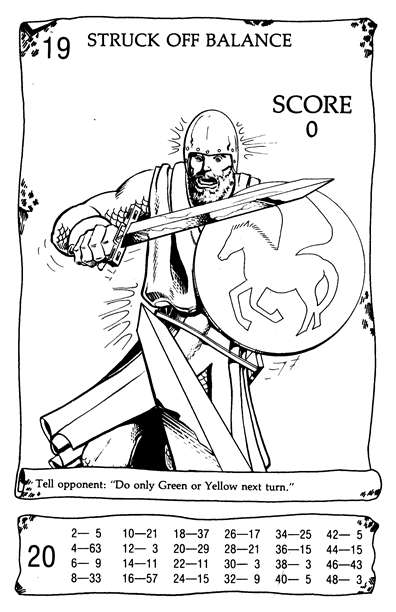 19 STRUCK OFF BALANCE
SCORE
0
Tell opponent: "Do only Green or Yellow next turn."
20
2— 5 10—21 18—37 26—17 34—25 42— 5
4—63 12— 3 20—29 28—21 36—15 44—15
6— 9 14—11 22—11 30— 3 38— 3 46—43
8—33 16—57 24—15 32— 9 40— 5 48— 3